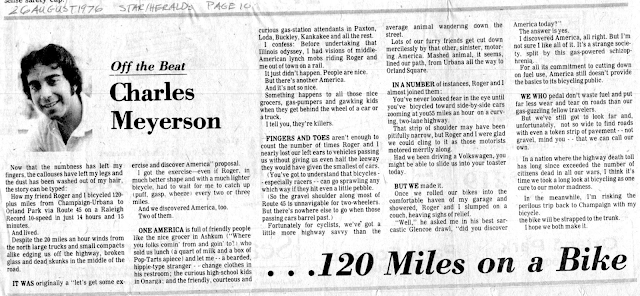 sense safety cup.
26 AUGUST 1976 STAR/HERALD: PAGE 10
Off the Beat
Charles
Meyerson
Now that the numbness has left my
fingers, the callouses have left my legs and
the dust has been washed out of my hair,
the story can be typed:
How my friend Roger and I bicycled 120-
plus miles from Champaign-Urbana to
Orland Park via Route 45 on a Raleigh
Record 10-speed in just 14 hours and 15
minutes.
And lived.
Despite the 20 miles an hour winds from
the north large trucks and small compacts
alike edging us off the highway, broken
glass and dead skunks in the middle of the
road.
IT WAS originally a "let's get some ex-
ercise and discover America" proposal.
I got the exercise—even if Roger, in
much better shape and with a much lighter
bicycle, had to wait for me to catch up
(puff, gasp, wheeze) every two or three
miles.
And we discovered America, too.
Two of them.
ONE AMERICA is full of friendly people
like the nice grocer in Ashkum ("Where
you folks comin' from and goin' to?") who
sold us lunch (a quart of milk and a box of
Pop-Tarts apiece) and let me -- a bearded,
hippie-type stranger -- change clothes in
his restroom; the curious high-school kids
in Onarga; and the friendly, courteous and
curious gas-station attendants in Paxton,
Loda, Buckley, Kankakee and all the rest.
I confess: Before undertaking that
Illinois odyssey, I had visions of middle-
American lynch mobs riding Roger and
me out of town on a rail.
It just didn't happen. People are nice.
But there's another America.
And it's not so nice.
Something happens to all those nice
grocers, gas-pumpers and gawking kids
when they get behind the wheel of a car or
a truck.
I tell you, they're killers.
FINGERS AND TOES aren't enough to
count the number of times Roger and I
nearly lost our left ears to vehicles passing
us without giving us even half the leeway
they would have given the smallest of cars.
(You've got to understand that bicycles -
especially racers - can go sprawling any
which way if they hit even a little pebble.
(So the gravel shoulder along most of
Route 45 is unnavigable for two-wheelers.
But there's nowhere else to go when those
passing cars barrel past.)
Fortunately for cyclists, we've got a
little more highway savvy than the
average animal wandering down the
street.
Lots of our furry friends get cut down
mercilessly by that other, sinister, motor-
ing America. Mashed animal, it seems,
lined our path, from Urbana all the way to
Orland Square.
IN A NUMBER of instances, Roger and I
almost joined them:
You've never looked fear in the eye until
you've bicycled toward side-by-side cars
zooming at you 55 miles an hour on a curv-
ing, two-lane highway.
That strip of shoulder may have been
pitifully narrow, but Roger and I were glad
we could cling to it as those motorists
motored merrily along.
Had we been driving a Volkswagen, you
might be able to slide us into your toaster
today.
BUT WE made it.
Once we rolled our bikes into the
comfortable haven of my garage and
showered, Roger and I slumped on a
couch, heaving sighs of relief.
"Well," he asked me in his best sar-
castic Glencoe drawl, "did you discover
America today?"
The answer is yes.
I discovered America, all right. But I'm
not sure I like all of it. It's a strange socie-
ty, split by this gas-powered schizop-
hrenia.
For all its commitment to cutting down
on fuel use, America still doesn't provide
the basics to its bicycling public.
WE WHO pedal don't waste fuel and put
far less wear and tear on roads than our
gas-guzzling fellow travelers.
But we've still got to look far and,
unfortunately, not so wide to find roads
with even a token strip of pavement -- not
gravel, mind you -- that we can call our
own.
In a nation where the highway death toll
has long since exceeded the number of
citizens dead in all our wars, I think it's
time we took a long look at bicycling as one
cure to our motor madness.
In the meanwhile, I'm risking the
perilous trip back to Champaign with my
bicycle.
the bike will be strapped to the trunk.
I hope we both make it.
. . .120 Miles on a Bike